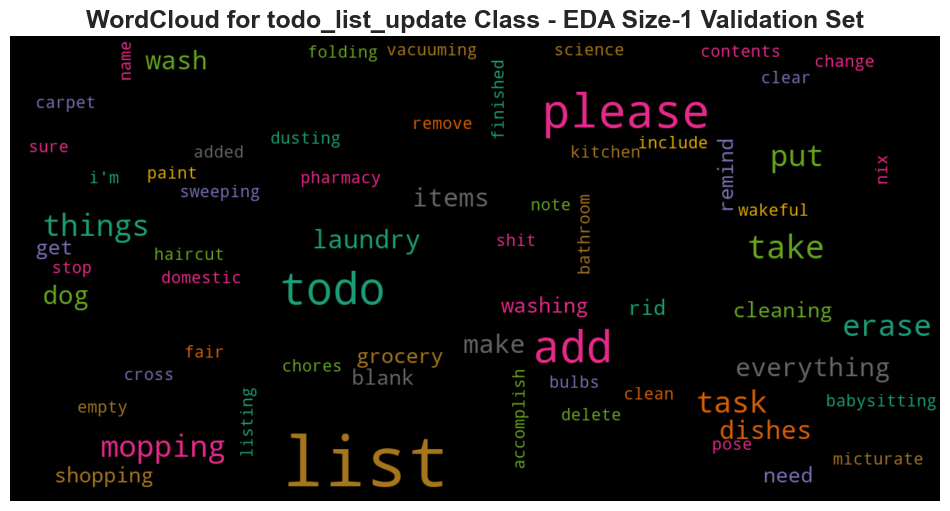 WordCloud for todo_list_update Class - EDA Size-1 Validation Set
name
wash
folding
vacuuming
science
contents
change
clear
finished
carpet
please
remove
dusting
include
sure
added
kitchen
remind
put
nix
i'm
paint
sweeping
pharmacy
items
note
bathroom
wakeful
things
laundry
shit
take
get
haircut
stop
domestic
dog
todo
washing
rid
cleaning
erase
add
make
fair
grocery
everything
cross
chores
blank
accomplish
bulbs
clean
task
babysitting
empty
listing
delete
dishes
mopping
list
pose
shopping
need
micturate